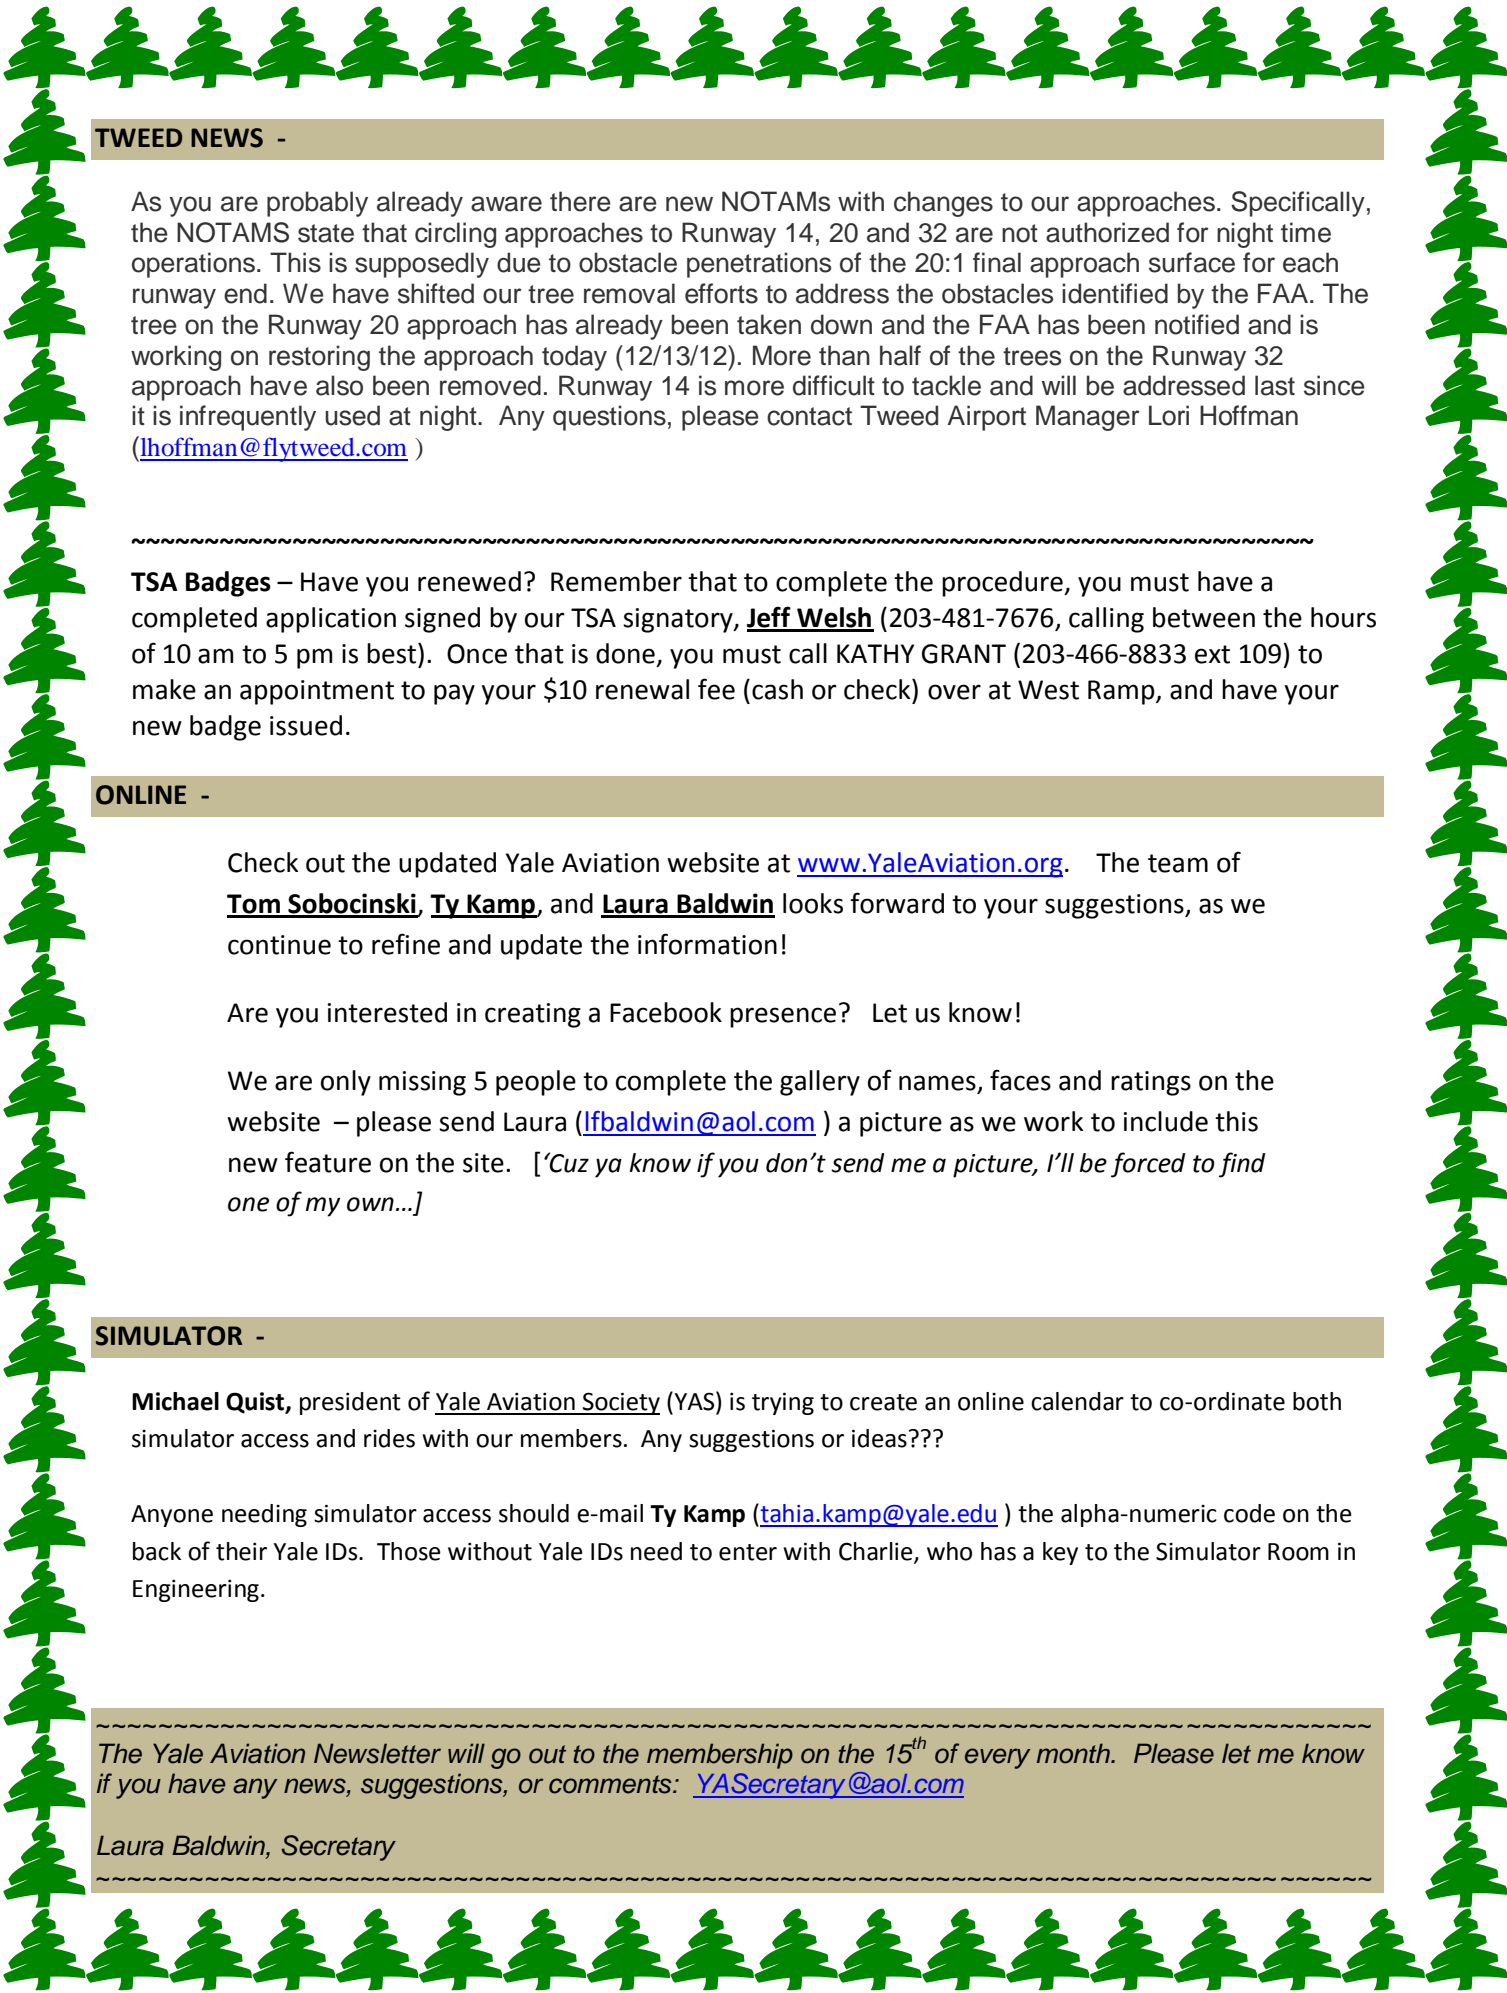 TWEED NEWS -
As you are probably already aware there are new NOTAMs with changes to our approaches. Specifically,
the NOTAMS state that circling approaches to Runway 14, 20 and 32 are not authorized for night time
operations. This is supposedly due to obstacle penetrations of the 20:1 final approach surface for each
runway end. We have shifted our tree removal efforts to address the obstacles identified by the FAA. The
tree on the Runway 20 approach has already been taken down and the FAA has been notified and is
working on restoring the approach today (12/13/12). More than half of the trees on the Runway 32
approach have also been removed. Runway 14 is more difficult to tackle and will be addressed last since
it is infrequently used at night.  Any questions, please contact Tweed Airport Manager Lori Hoffman
(lhoffman@flytweed.com )
~~~~~~~~~~~~~~~~~~~~~~~~~~~~~~~~~~~~~~~~~~~~~~~~~~~~~~~~~~~~~~~~~~~~~~~~~~~~~~~~~
TSA Badges – Have you renewed?  Remember that to complete the procedure, you must have a
completed application signed by our TSA signatory, Jeff Welsh (203-481-7676, calling between the hours
of 10 am to 5 pm is best).  Once that is done, you must call KATHY GRANT (203-466-8833 ext 109) to
make an appointment to pay your $10 renewal fee (cash or check) over at West Ramp, and have your
new badge issued.
ONLINE -
Check out the updated Yale Aviation website at www.YaleAviation.org.   The team of
Tom Sobocinski, Ty Kamp, and Laura Baldwin looks forward to your suggestions, as we
continue to refine and update the information!
Are you interested in creating a Facebook presence?   Let us know!
We are only missing 5 people to complete the gallery of names, faces and ratings on the
website  – please send Laura (lfbaldwin@aol.com ) a picture as we work to include this
new feature on the site.   [‘Cuz ya know if you don’t send me a picture, I’ll be forced to find
one of my own…]
SIMULATOR -
Michael Quist, president of Yale Aviation Society (YAS) is trying to create an online calendar to co-ordinate both
simulator access and rides with our members.  Any suggestions or ideas???
Anyone needing simulator access should e-mail Ty Kamp (tahia.kamp@yale.edu ) the alpha-numeric code on the
back of their Yale IDs.  Those without Yale IDs need to enter with Charlie, who has a key to the Simulator Room in
Engineering.
~~~~~~~~~~~~~~~~~~~~~~~~~~~~~~~~~~~~~~~~~~~~~~~~~~~~~~~~~~~~~~~~~~~~~~~~~~~~~~~~~
The Yale Aviation Newsletter will go out to the membership on the 15th of every month.  Please let me know
if you have any news, suggestions, or comments:  YASecretary@aol.com
Laura Baldwin, Secretary
~~~~~~~~~~~~~~~~~~~~~~~~~~~~~~~~~~~~~~~~~~~~~~~~~~~~~~~~~~~~~~~~~~~~~~~~~~~~~~~~~